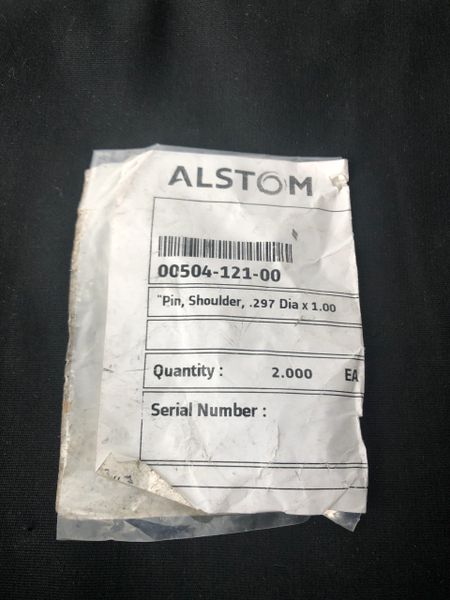 ALSTOM
00504-121-00
"Pin, Shoulder, .297 Dia x 1.00
Quantity : 2.000 EA
Serial Number :